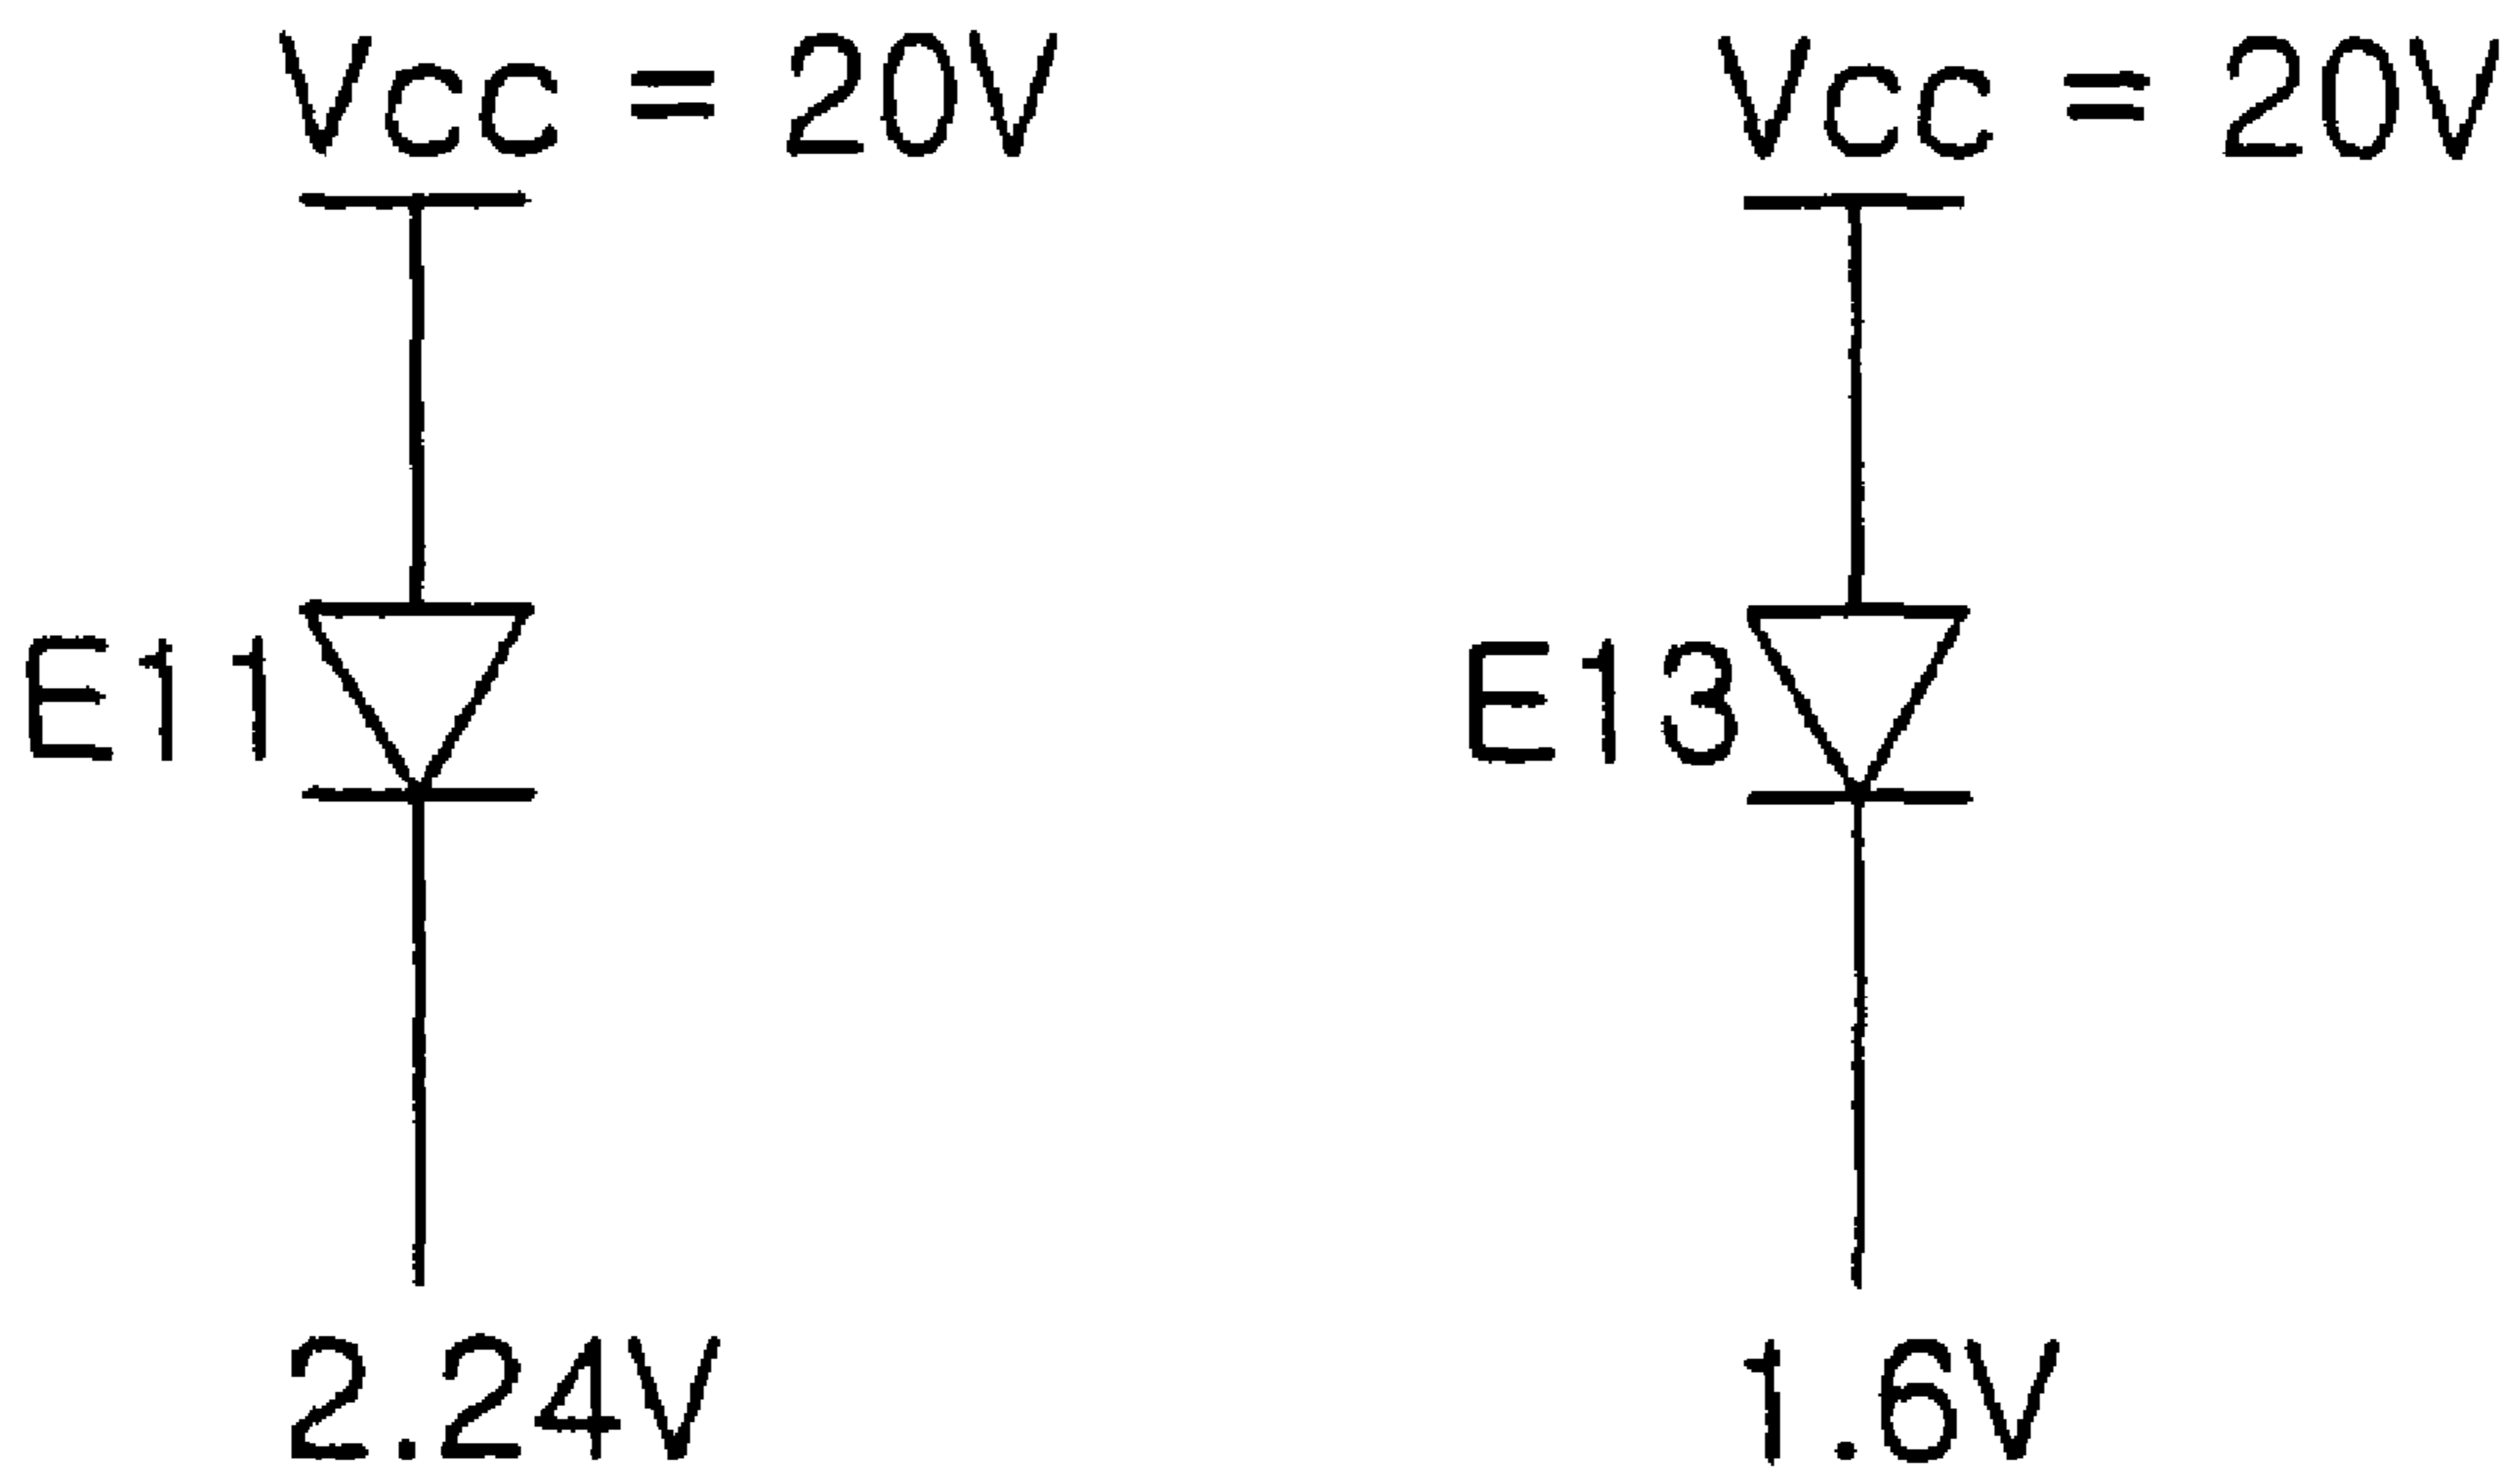 Vcc = 20V
Vcc = 20V
E11
E13
2.24V
1.6V